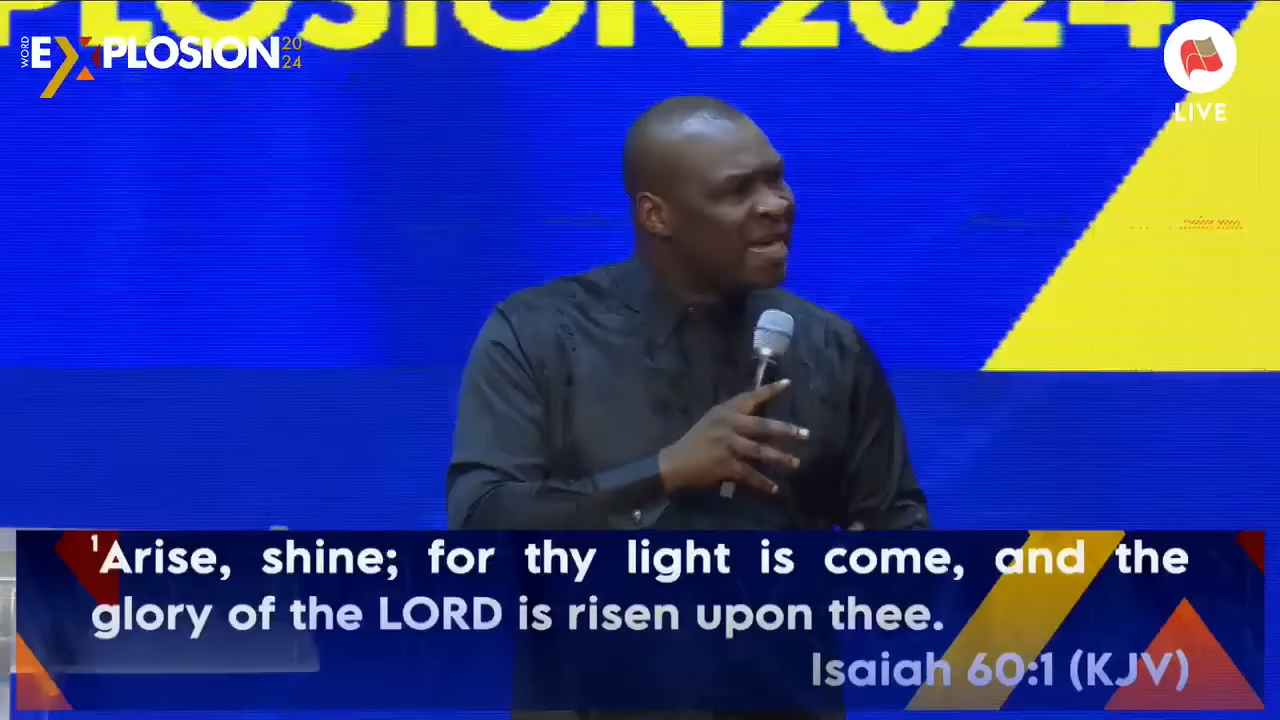 PLOSION 2024
WORD EXPLOSION 2024
LIVE
¹Arise, shine; for thy light is come, and the
glory of the LORD is risen upon thee.
Isaiah 60:1 (KJV)